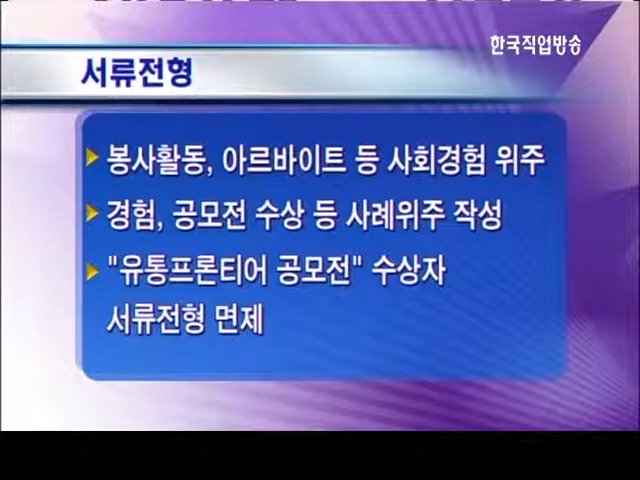 한국직업방송
서류전형
봉사활동, 아르바이트 등 사회경험 위주
경험, 공모전 수상 등 사례위주 작성
"유통프론티어 공모전" 수상자
서류전형 면제